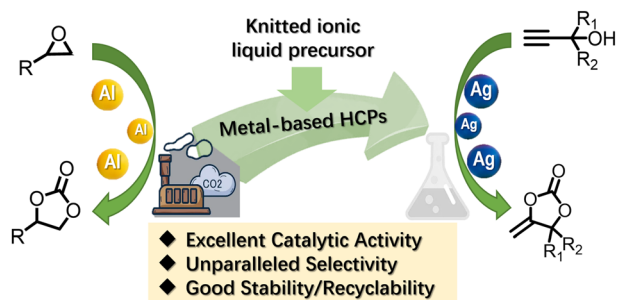 Knitted ionic
liquid precursor
Metal-based HCPs
O
R
Al
Al
Al
O
O
O
R
CO2
R1
OH
R2
Ag
Ag
Ag
O
O
O
R2
R1
◆ Excellent Catalytic Activity
◆ Unparalleled Selectivity
◆ Good Stability/Recyclability